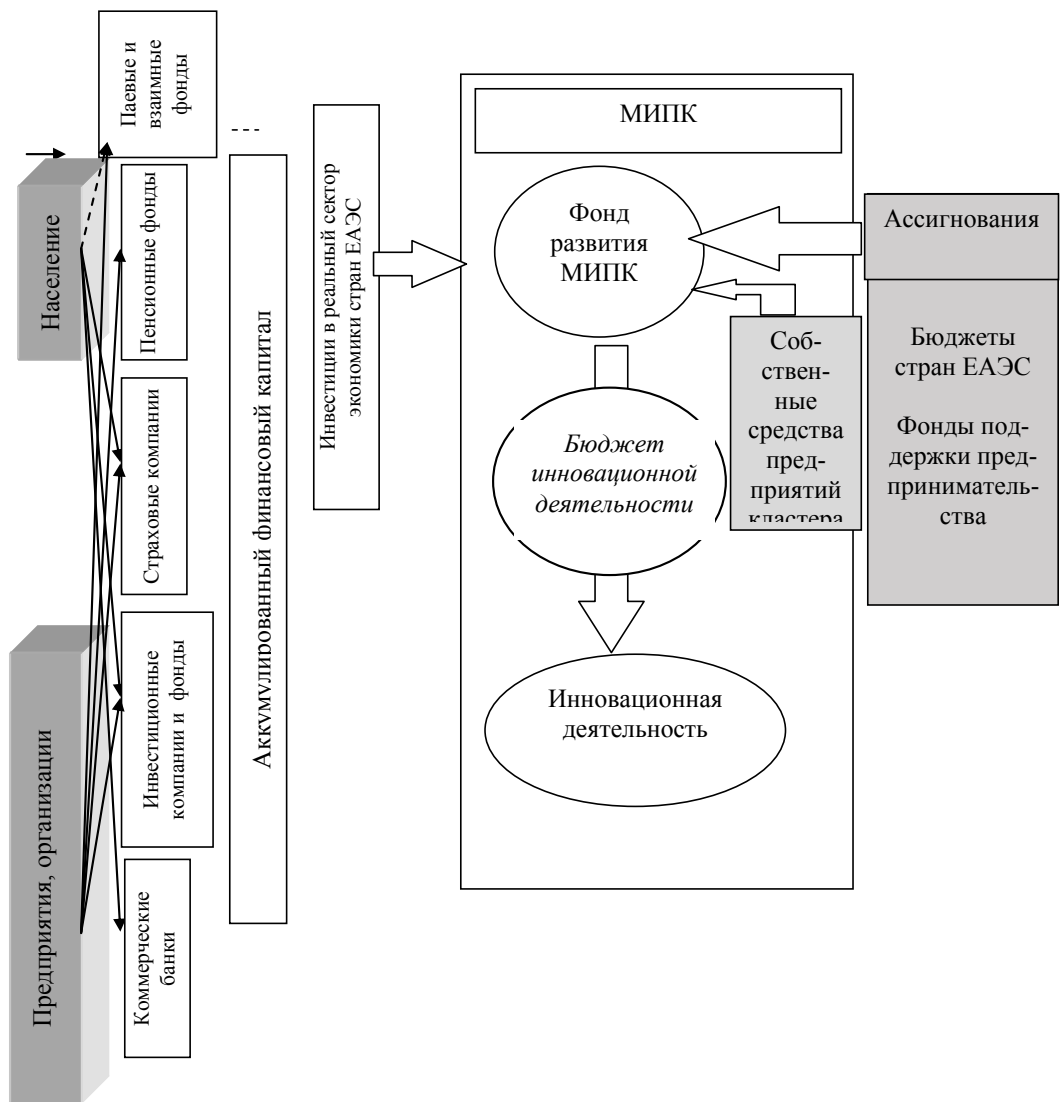 Население
Предприятия, организации
Паевые и
взаимные
фонды
Пенсионные фонды
Страховые компании
Инвестиционные
компании и фонды
Коммерческие
банки
Аккумулированный финансовый капитал
Инвестиции в реальный сектор
экономики стран ЕАЭС
МИПК
Фонд
развития
МИПК
Бюджет
инновационной
деятельности
Инновационная
деятельность
Соб-
ствен-
ные
средства
пред-
приятий
кластера
Ассигнования
Бюджеты
стран ЕАЭС
Фонды под-
держки пред-
приниматель-
ства